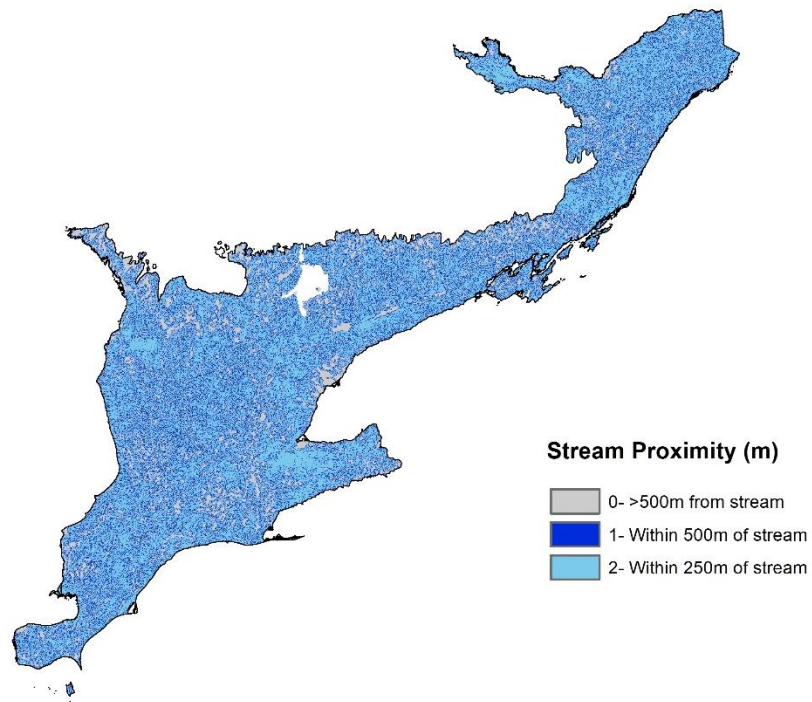 Stream Proximity (m)
0- >500m from stream
1- Within 500m of stream
2- Within 250m of stream